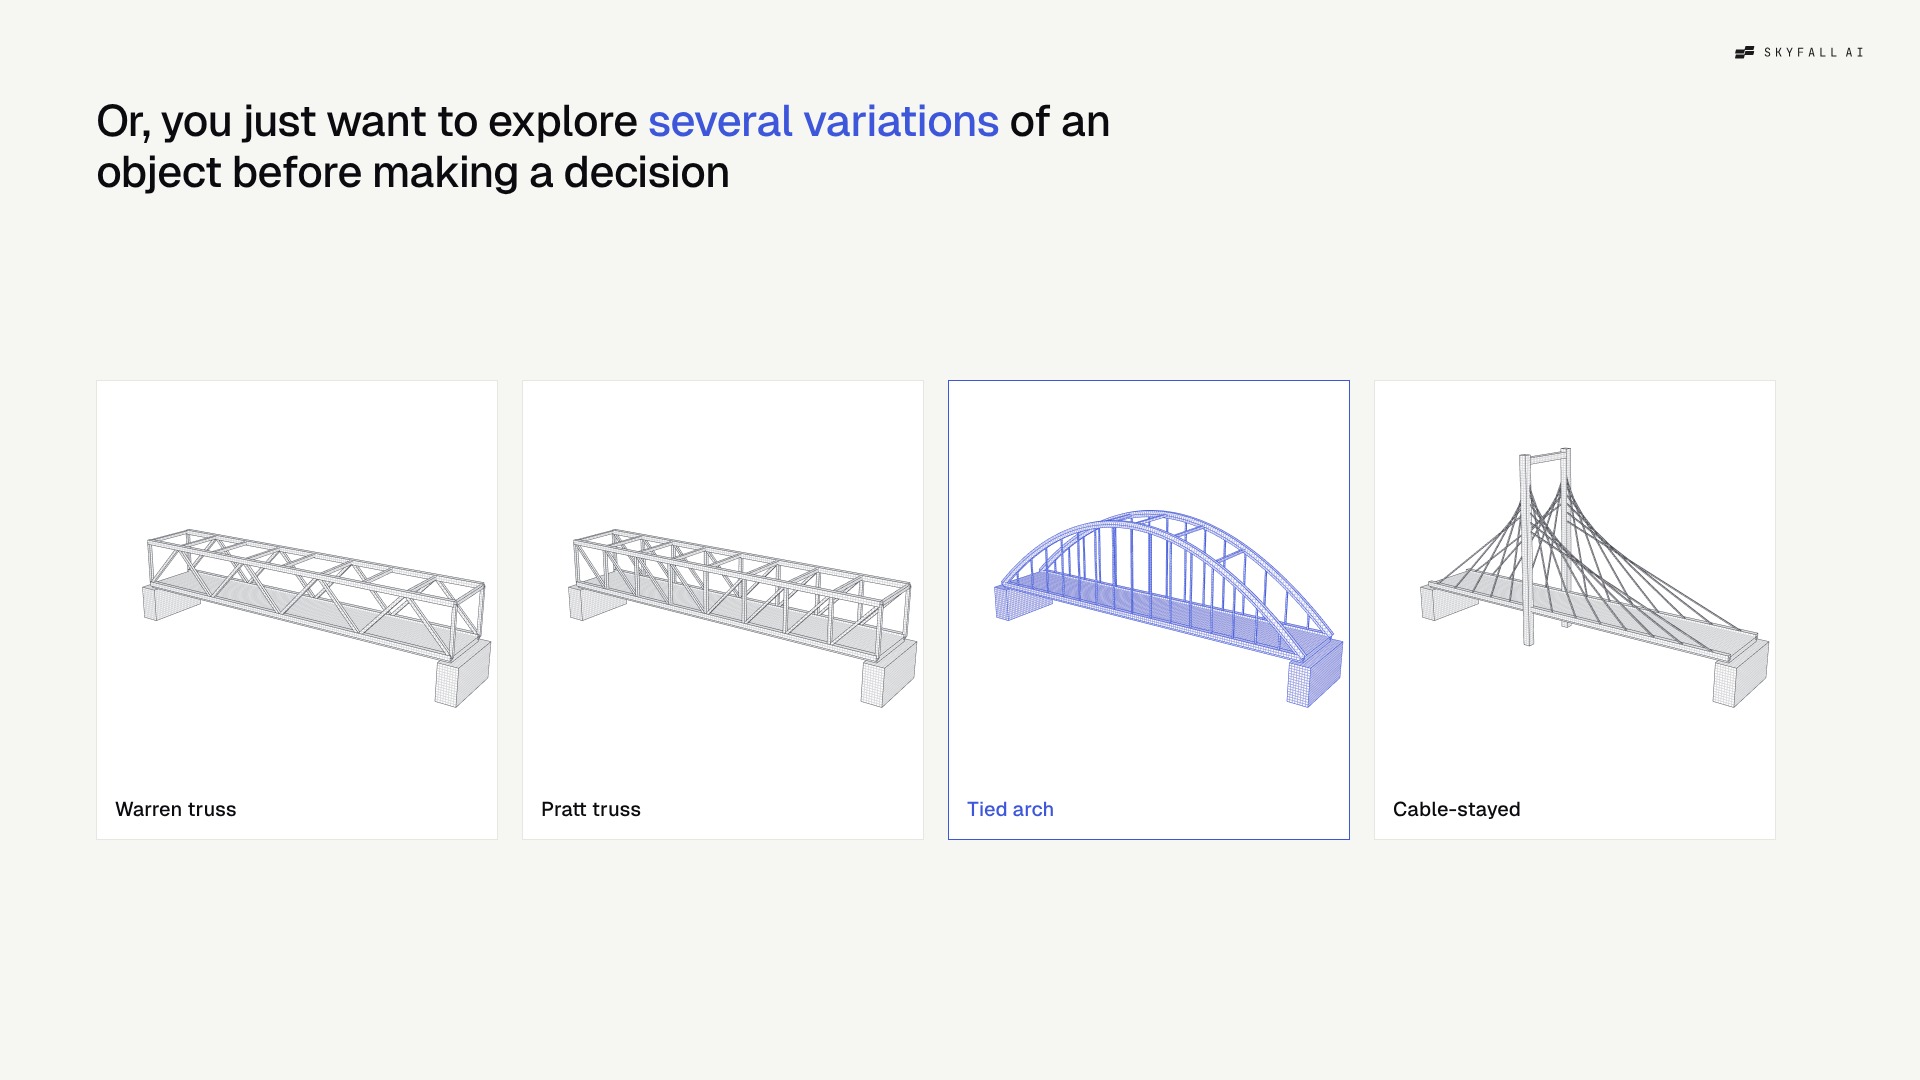 SKYFALL AI
Or, you just want to explore several variations of an
object before making a decision
Warren truss
Pratt truss
Tied arch
Cable-stayed